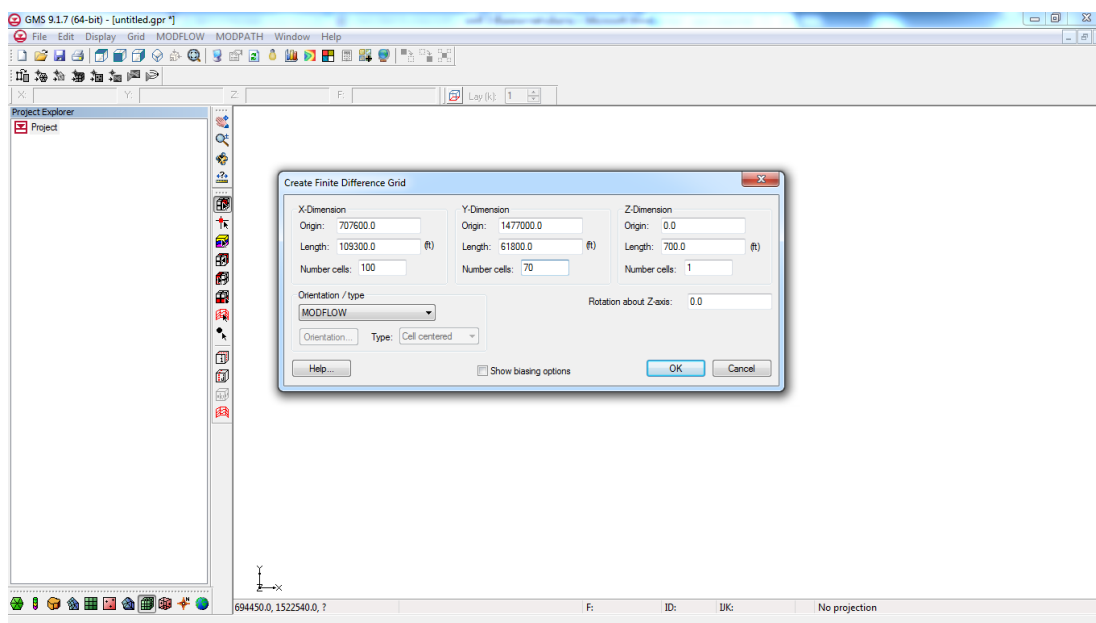 GMS 9.1.7 (64-bit) - [untitled.gpr *]
File Edit Display Grid MODFLOW MODPATH Window Help
X: Y: Z: F: Lay (k): 1
Project Explorer
Project
Create Finite Difference Grid
X-Dimension Y-Dimension Z-Dimension
Origin: 707600.0 Origin: 1477000.0 Origin: 0.0
Length: 109300.0 (ft) Length: 61800.0 (ft) Length: 700.0 (ft)
Number cells: 100 Number cells: 70 Number cells: 1
Orientation / type Rotation about Z-axis: 0.0
MODFLOW
Orientation... Type: Cell centered
Help... Show biasing options OK Cancel
Y
Z X
694450.0, 1522540.0, ? F: ID: IJK: No projection